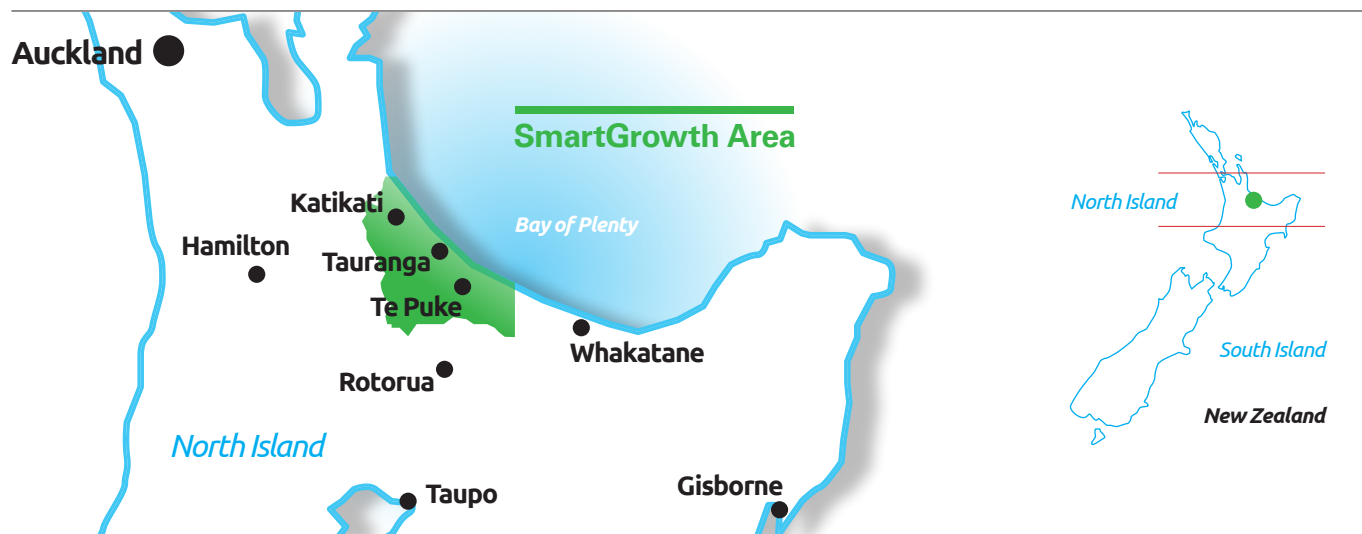 Auckland
SmartGrowth Area
Katikati
North Island
Bay of Plenty
Hamilton
Tauranga
Te Puke
Whakatane
South Island
Rotorua
New Zealand
North Island
Taupo
Gisborne